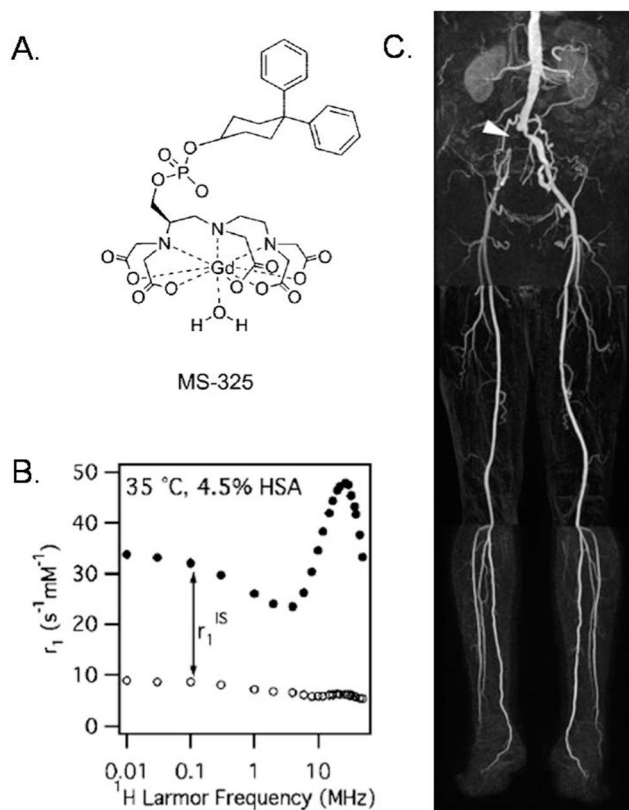 A.
O
O
P
O
O
N
N
N
O
O
O
O
O
O
O
O
O
O
Gd
O
H
H
MS-325
B.
35 °C, 4.5% HSA
r₁ (s⁻¹mM⁻¹)
50
40
30
20
10
0
r₁ᴵˢ
0.01
0.1
1
10
¹H Larmor Frequency (MHz)
C.